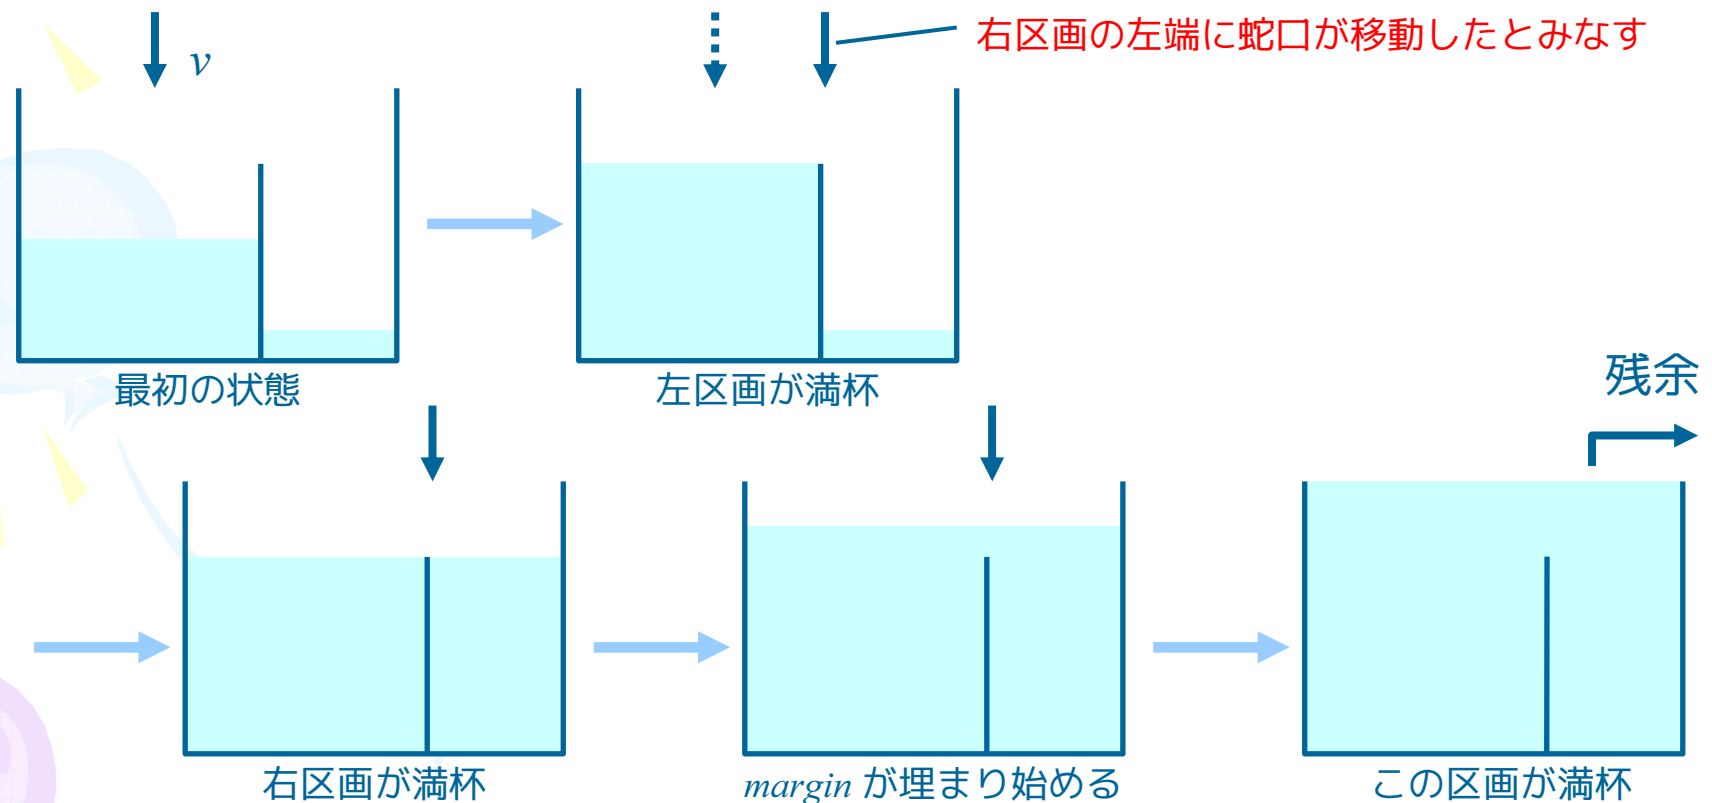 右区画の左端に蛇口が移動したとみなす
v
最初の状態
左区画が満杯
残余
右区画が満杯
margin が埋まり始める
この区画が満杯